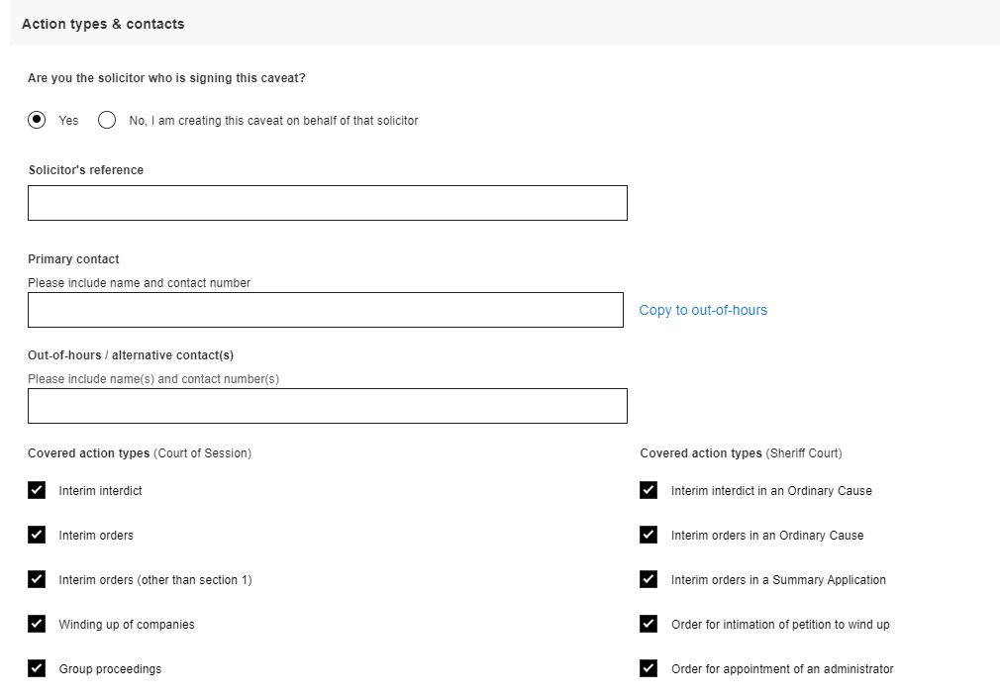 Action types & contacts
Are you the solicitor who is signing this caveat?
Yes
No, I am creating this caveat on behalf of that solicitor
Solicitor's reference
Primary contact
Please include name and contact number
Copy to out-of-hours
Out-of-hours / alternative contact(s)
Please include name(s) and contact number(s)
Covered action types (Court of Session)
Interim interdict
Interim orders
Interim orders (other than section 1)
Winding up of companies
Group proceedings
Covered action types (Sheriff Court)
Interim interdict in an Ordinary Cause
Interim orders in an Ordinary Cause
Interim orders in a Summary Application
Order for intimation of petition to wind up
Order for appointment of an administrator